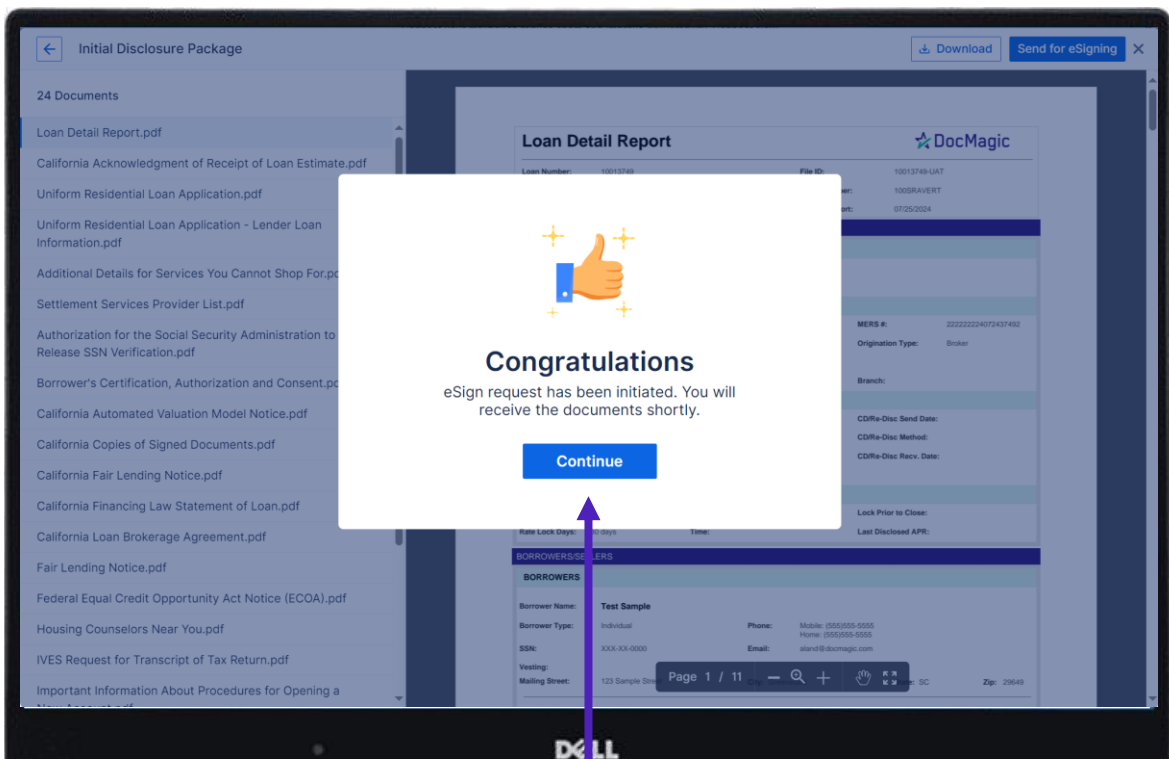 Initial Disclosure Package
Download
Send for eSigning
24 Documents
Loan Detail Report.pdf
California Acknowledgment of Receipt of Loan Estimate.pdf
Uniform Residential Loan Application.pdf
Uniform Residential Loan Application - Lender Loan
Information.pdf
Additional Details for Services You Cannot Shop For.pd
Settlement Services Provider List.pdf
Authorization for the Social Security Administration to
Release SSN Verification.pdf
Borrower's Certification, Authorization and Consent.pd
California Automated Valuation Model Notice.pdf
California Copies of Signed Documents.pdf
California Fair Lending Notice.pdf
California Financing Law Statement of Loan.pdf
California Loan Brokerage Agreement.pdf
Fair Lending Notice.pdf
Federal Equal Credit Opportunity Act Notice (ECOA).pdf
Housing Counselors Near You.pdf
IVES Request for Transcript of Tax Return.pdf
Important Information About Procedures for Opening a
Loan Detail Report
DocMagic
Loan Number: 10013749 File ID: 10013749-UAT
er: 100SRAVERT
ort: 07/25/2024
MERS #: 222222224072437492
Origination Type: Broker
Branch:
CD/Re-Disc Send Date:
CD/Re-Disc Method:
CD/Re-Disc Recv. Date:
Congratulations
eSign request has been initiated. You will
receive the documents shortly.
Continue
Lock Prior to Close:
Rate Lock Days: days Time: Last Disclosed APR:
BORROWERS/SELLERS
BORROWERS
Borrower Name: Test Sample
Borrower Type: Individual Phone: Mobile: (555)555-5555
Home: (555)555-5555
SSN: XXX-XX-0000 Email: aland@docmagic.com
Vesting:
Mailing Street: 123 Sample Stre SC Zip: 29649
Page 1 / 11
DELL